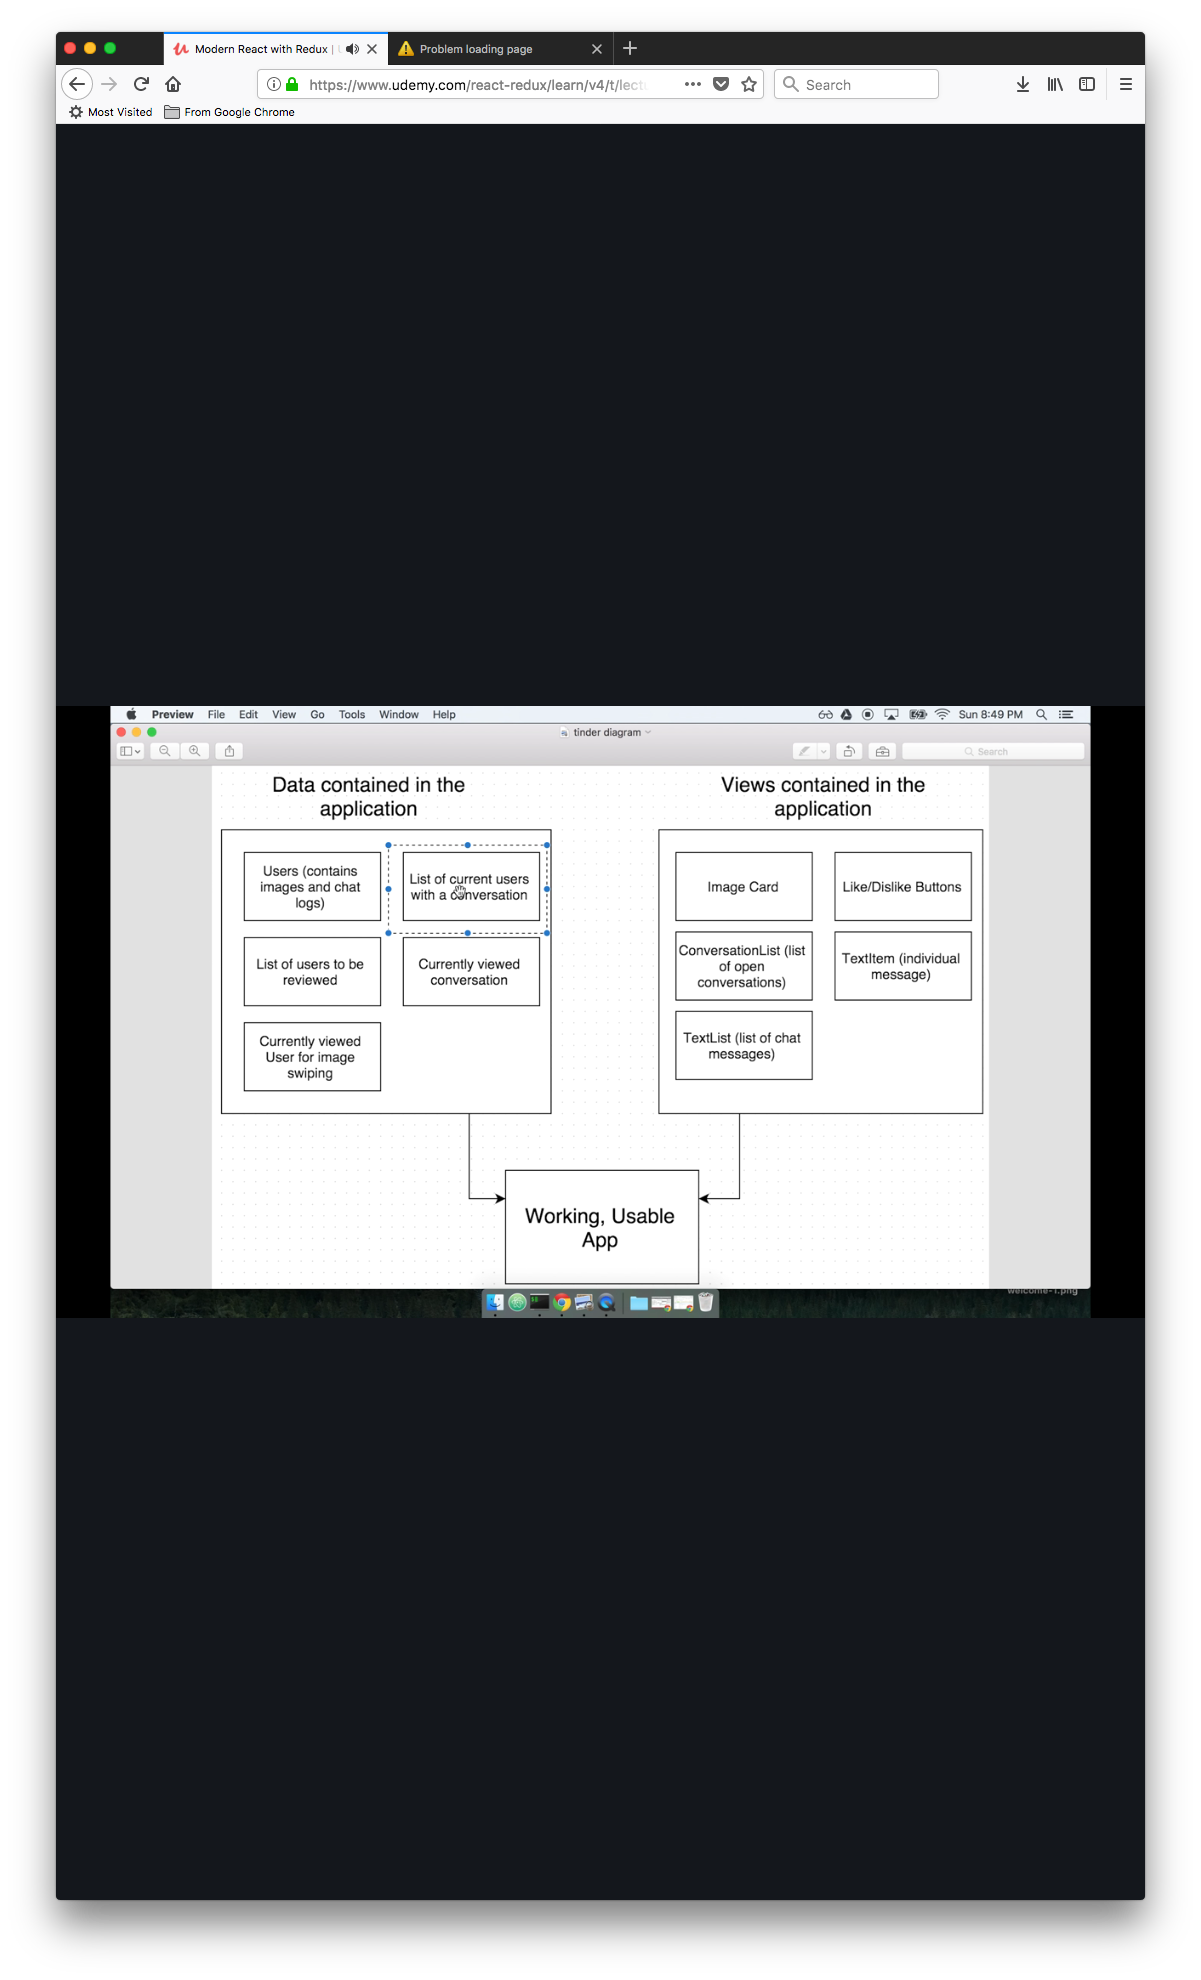 Modern React with Redux |
Problem loading page
https://www.udemy.com/react-redux/learn/v4/t/lect
Search
Most Visited
From Google Chrome
Preview File Edit View Go Tools Window Help
Sun 8:49 PM
tinder diagram
Search
Data contained in the
application
Users (contains
images and chat
logs)
List of current users
with a conversation
List of users to be
reviewed
Currently viewed
conversation
Currently viewed
User for image
swiping
Views contained in the
application
Image Card
Like/Dislike Buttons
ConversationList (list
of open
conversations)
TextItem (individual
message)
TextList (list of chat
messages)
Working, Usable
App
welcome-1.png